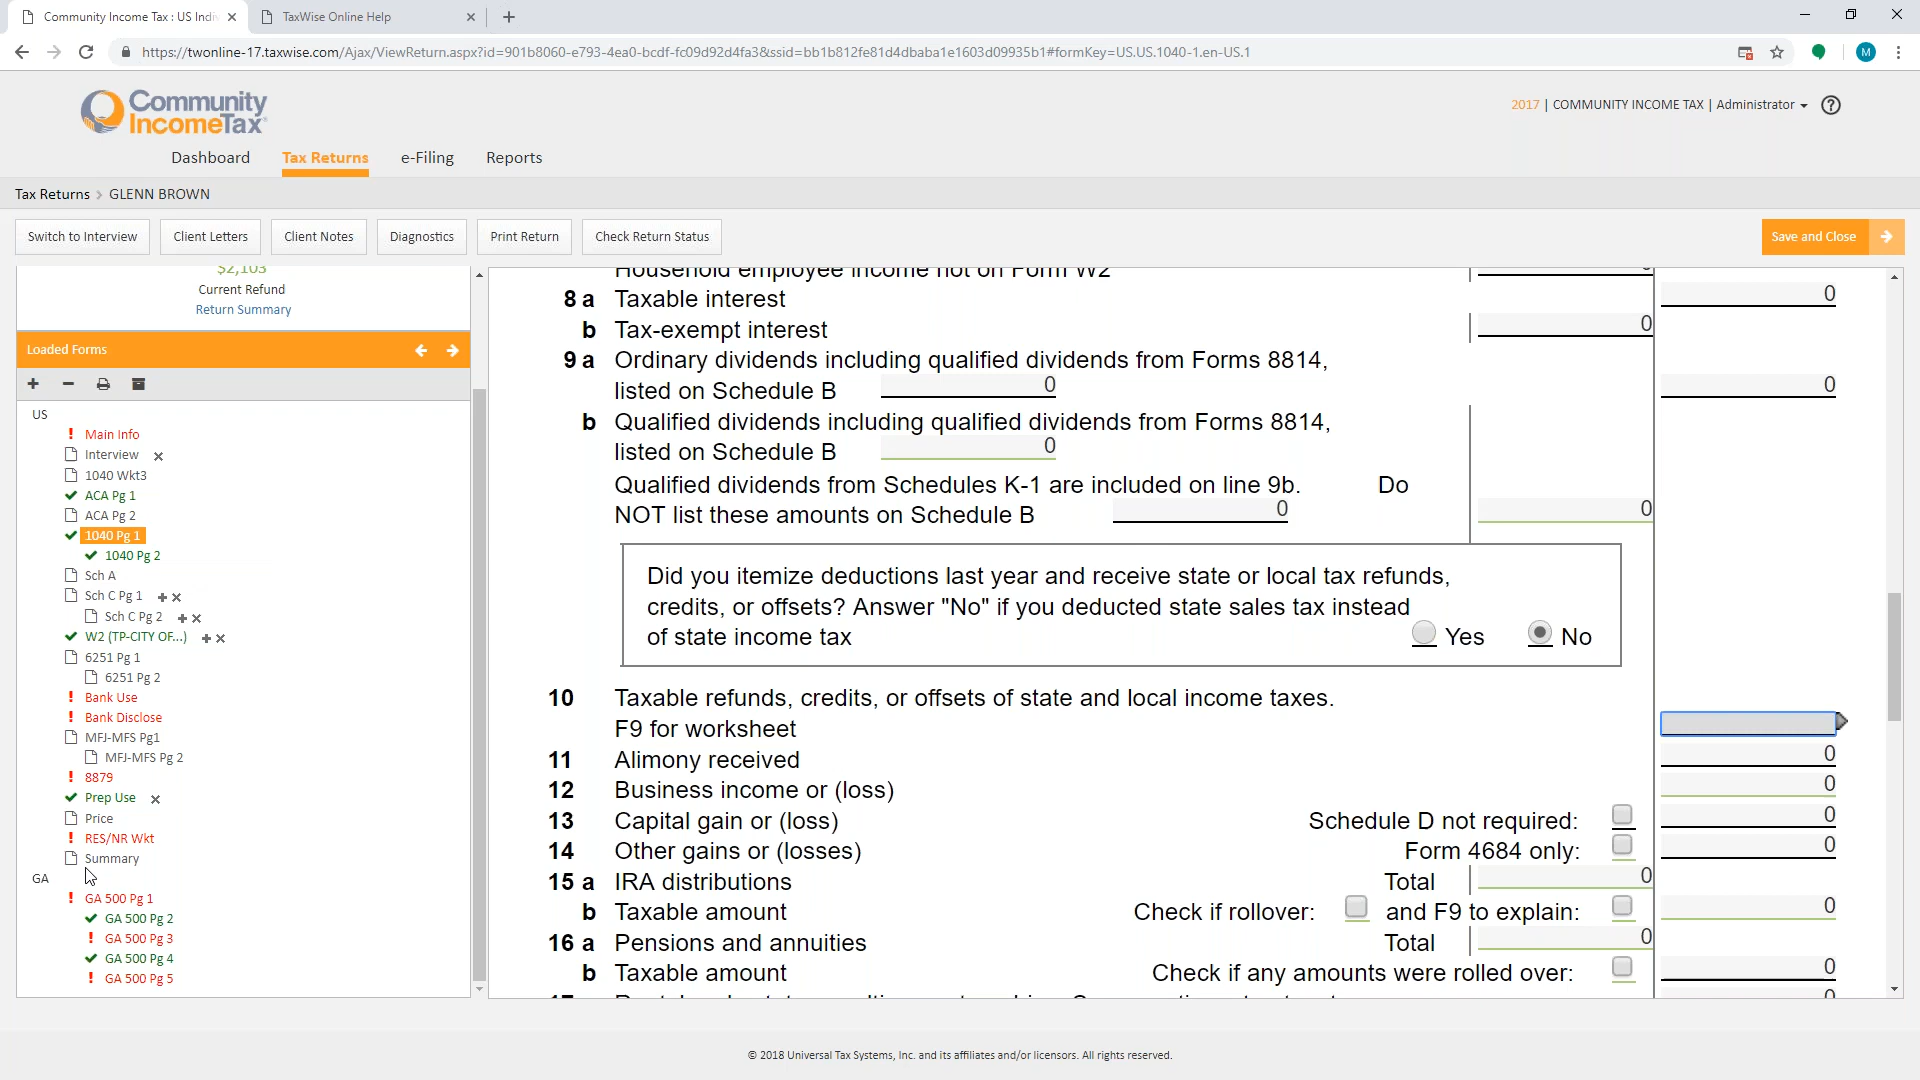 Community Income Tax : US Indiv
TaxWise Online Help
https://twonline-17.taxwise.com/Ajax/ViewReturn.aspx?id=901b8060-e793-4ea0-bcdf-fc09d92d4fa3&ssid=bb1b812fe81d4dbaba1e1603d09935b1#formKey=US.US.1040-1.en-US.1
M
Community
IncomeTax
2017 | COMMUNITY INCOME TAX | Administrator
?
Dashboard
Tax Returns
e-Filing
Reports
Tax Returns > GLENN BROWN
Switch to Interview
Client Letters
Client Notes
Diagnostics
Print Return
Check Return Status
Save and Close
$2,103
Current Refund
Return Summary
Loaded Forms
US
! Main Info
Interview
1040 Wkt3
ACA Pg 1
ACA Pg 2
1040 Pg 1
1040 Pg 2
Sch A
Sch C Pg 1
Sch C Pg 2
W2 (TP-CITY OF...)
6251 Pg 1
6251 Pg 2
! Bank Use
! Bank Disclose
MFJ-MFS Pg1
MFJ-MFS Pg 2
! 8879
Prep Use
Price
! RES/NR Wkt
Summary
GA
! GA 500 Pg 1
GA 500 Pg 2
! GA 500 Pg 3
GA 500 Pg 4
! GA 500 Pg 5
Household employee income not on Form W2
8 a Taxable interest 0
b Tax-exempt interest 0
9 a Ordinary dividends including qualified dividends from Forms 8814,
listed on Schedule B 0 0
b Qualified dividends including qualified dividends from Forms 8814,
listed on Schedule B 0
Qualified dividends from Schedules K-1 are included on line 9b. Do
NOT list these amounts on Schedule B 0 0
Did you itemize deductions last year and receive state or local tax refunds,
credits, or offsets? Answer "No" if you deducted state sales tax instead
of state income tax Yes No
10 Taxable refunds, credits, or offsets of state and local income taxes.
F9 for worksheet
11 Alimony received 0
12 Business income or (loss) 0
13 Capital gain or (loss) Schedule D not required: 0
14 Other gains or (losses) Form 4684 only: 0
15 a IRA distributions Total 0
b Taxable amount Check if rollover: and F9 to explain: 0
16 a Pensions and annuities Total 0
b Taxable amount Check if any amounts were rolled over: 0
0
© 2018 Universal Tax Systems, Inc. and its affiliates and/or licensors. All rights reserved.